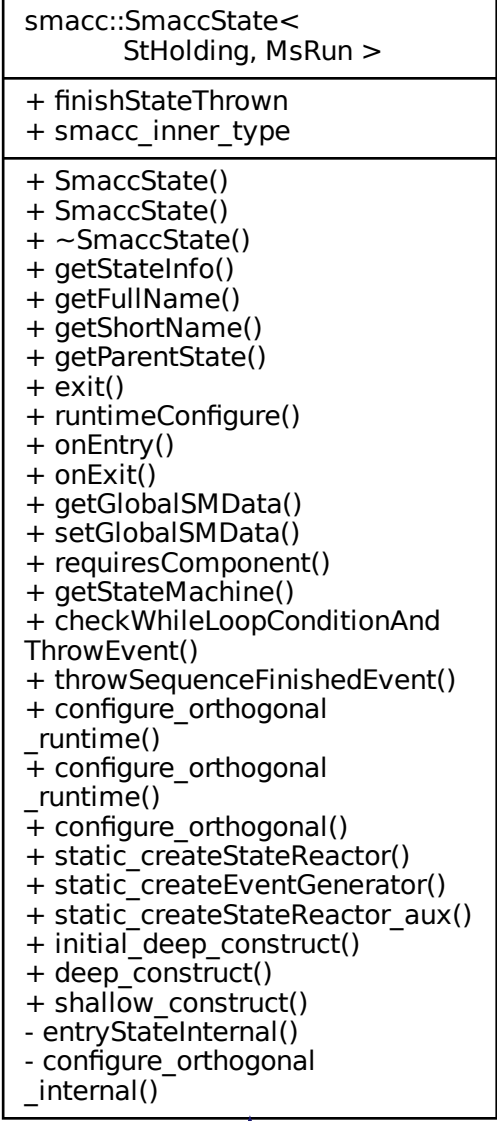 smacc::SmaccState<
StHolding, MsRun >
+ finishStateThrown
+ smacc_inner_type
+ SmaccState()
+ SmaccState()
+ ~SmaccState()
+ getStateInfo()
+ getFullName()
+ getShortName()
+ getParentState()
+ exit()
+ runtimeConfigure()
+ onEntry()
+ onExit()
+ getGlobalSMData()
+ setGlobalSMData()
+ requiresComponent()
+ getStateMachine()
+ checkWhileLoopConditionAnd
ThrowEvent()
+ throwSequenceFinishedEvent()
+ configure_orthogonal
_runtime()
+ configure_orthogonal
_runtime()
+ configure_orthogonal()
+ static_createStateReactor()
+ static_createEventGenerator()
+ static_createStateReactor_aux()
+ initial_deep_construct()
+ deep_construct()
+ shallow_construct()
- entryStateInternal()
- configure_orthogonal
_internal()